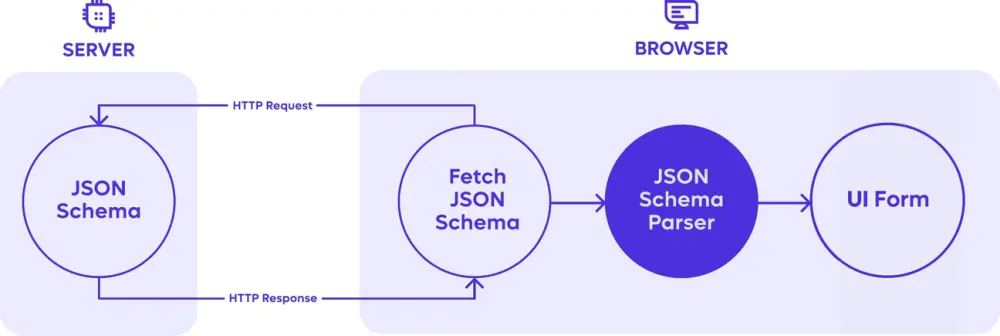 SERVER
BROWSER
HTTP Request
JSON
Schema
Fetch
JSON
Schema
JSON
Schema
Parser
UI Form
HTTP Response